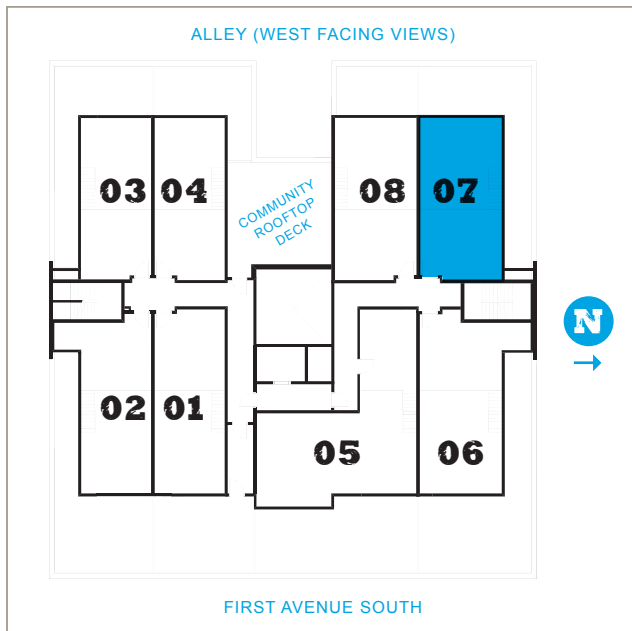 ALLEY (WEST FACING VIEWS)
03 04 08 07
COMMUNITY
ROOFTOP
DECK
N
02 01
05 06
FIRST AVENUE SOUTH